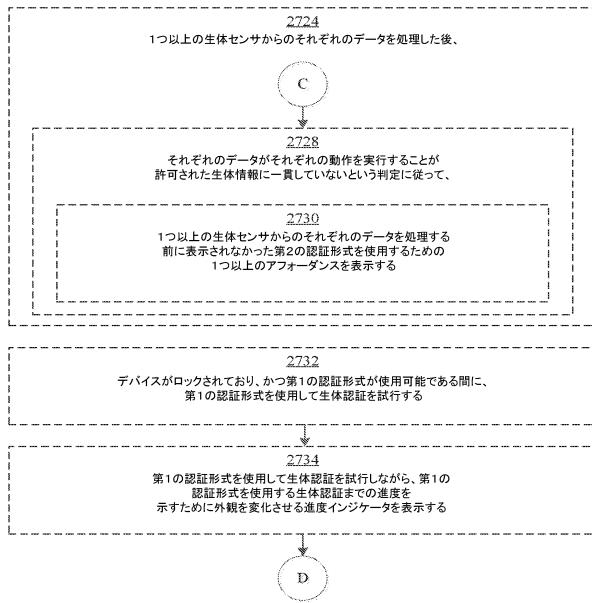 2724
1つ以上の生体センサからのそれぞれのデータを処理した後、
C
2728
それぞれのデータがそれぞれの動作を実行することが
許可された生体情報に一貫していないという判定に従って、
2730
1つ以上の生体センサからのそれぞれのデータを処理する
前に表示されなかった第2の認証形式を使用するための
1つ以上のアフォーダンスを表示する
2732
デバイスがロックされており、かつ第1の認証形式が使用可能である間に、
第1の認証形式を使用して生体認証を試行する
2734
第1の認証形式を使用して生体認証を試行しながら、第1の
認証形式を使用する生体認証までの進度を
示すために外観を変化させる進度インジケータを表示する
D